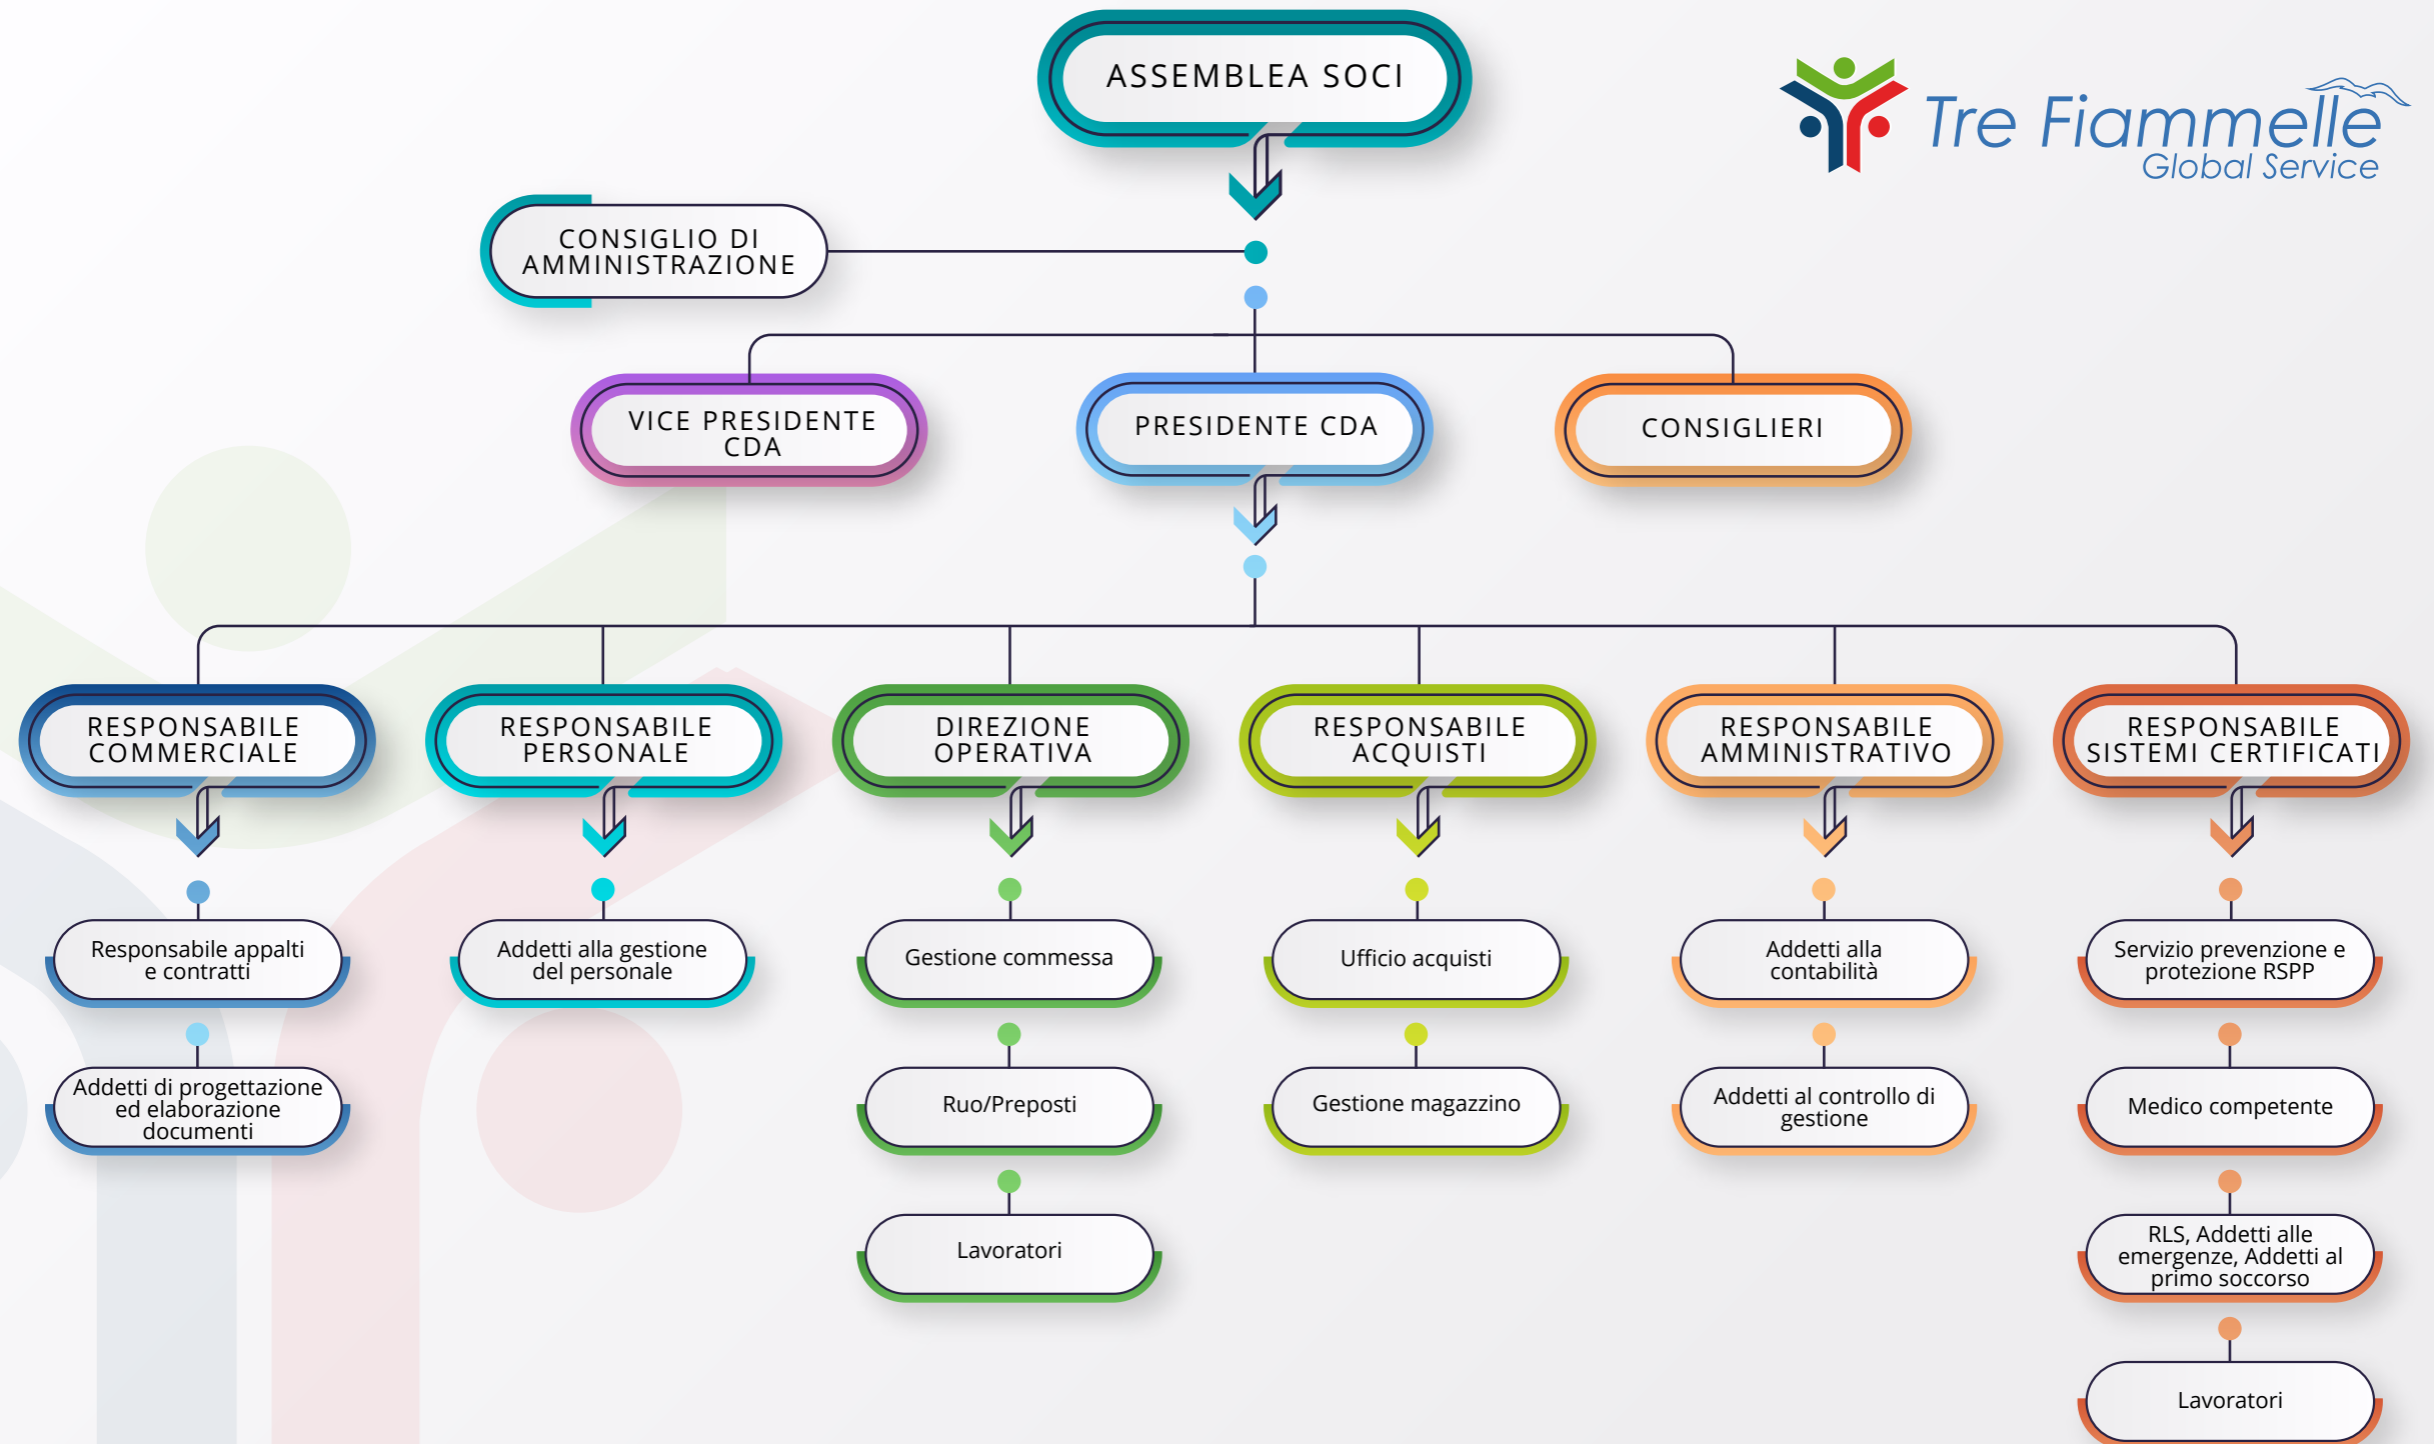 ASSEMBLEA SOCI
Tre Fiammelle
Global Service
CONSIGLIO DI
AMMINISTRAZIONE
VICE PRESIDENTE
CDA
PRESIDENTE CDA
CONSIGLIERI
RESPONSABILE
COMMERCIALE
RESPONSABILE
PERSONALE
DIREZIONE
OPERATIVA
RESPONSABILE
ACQUISTI
RESPONSABILE
AMMINISTRATIVO
RESPONSABILE
SISTEMI CERTIFICATI
Responsabile appalti
e contratti
Addetti alla gestione
del personale
Gestione commessa
Ufficio acquisti
Addetti alla
contabilità
Servizio prevenzione e
protezione RSPP
Addetti di progettazione
ed elaborazione
documenti
Ruo/Preposti
Gestione magazzino
Addetti al controllo di
gestione
Medico competente
Lavoratori
RLS, Addetti alle
emergenze, Addetti al
primo soccorso
Lavoratori